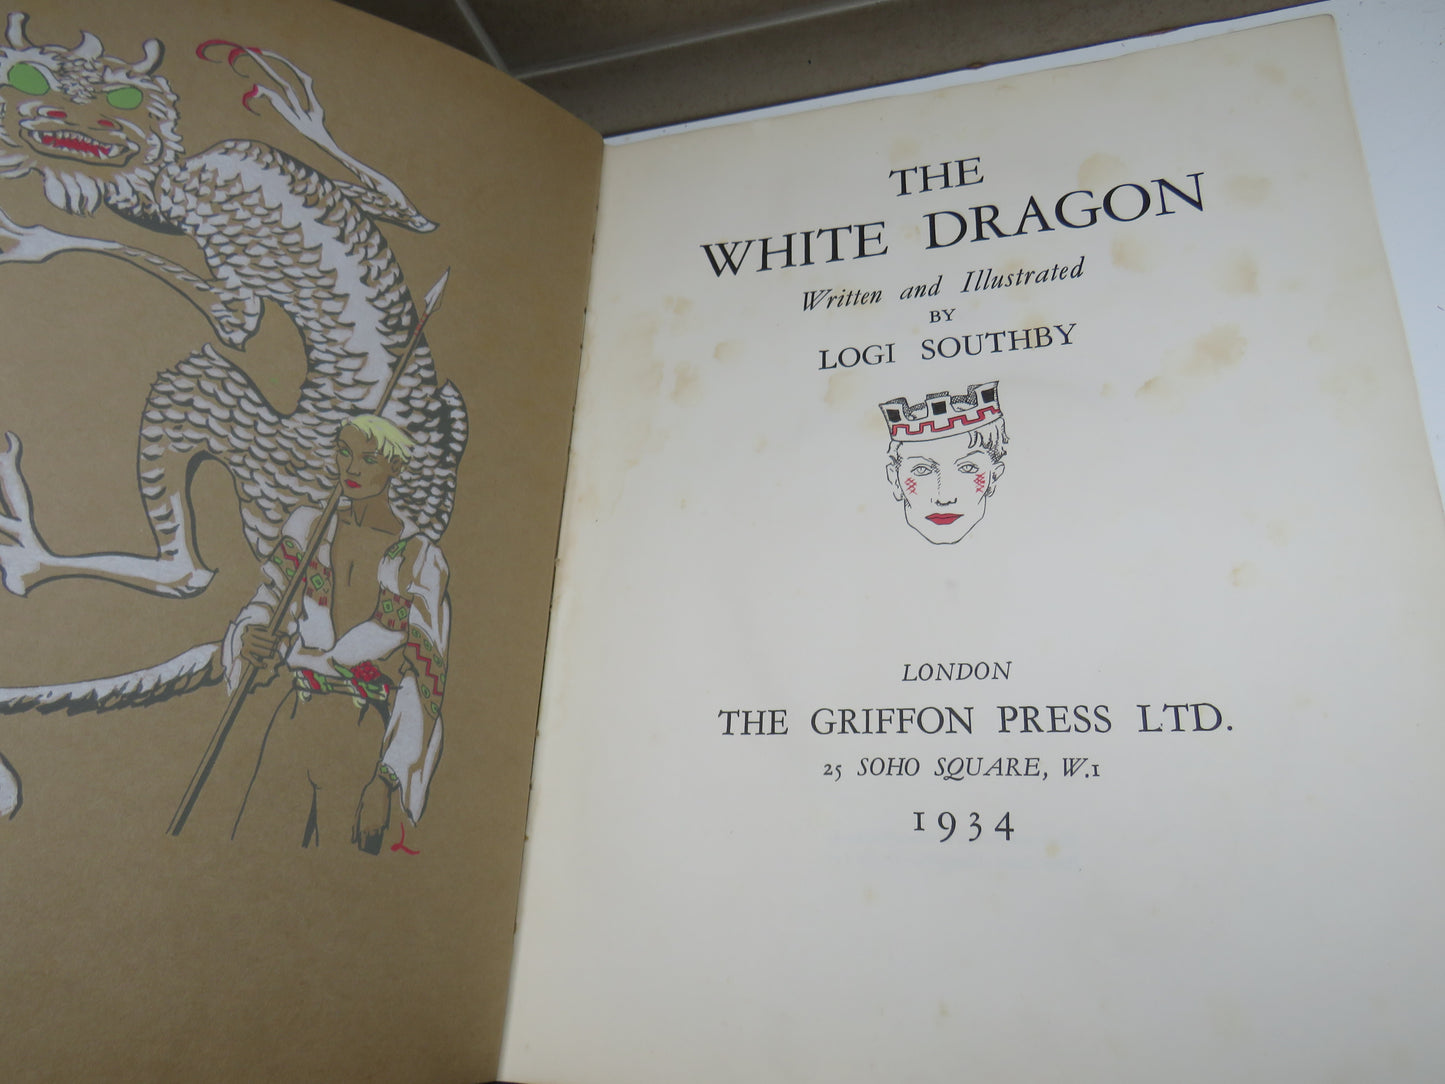 THE
WHITE DRAGON
Written and Illustrated
BY
LOGI SOUTHBY
LONDON
THE GRIFFON PRESS LTD.
25 SOHO SQUARE, W.1
1934
L